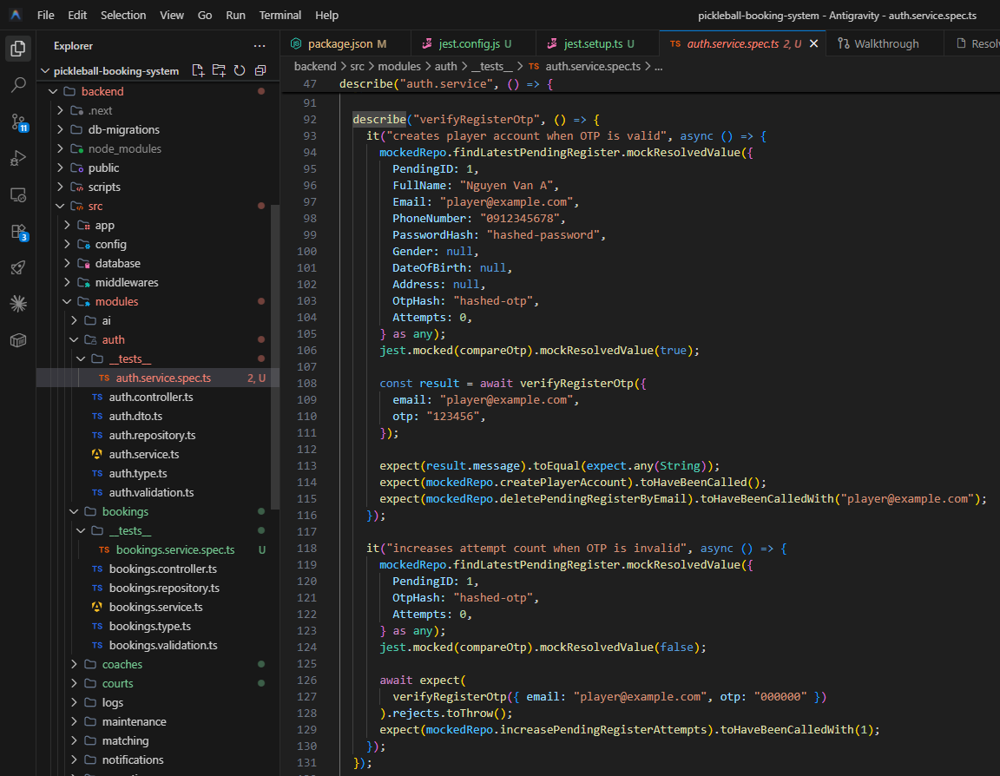 File Edit Selection View Go Run Terminal Help pickleball-booking-system - Antigravity - auth.service.spec.ts
Explorer ...
package.json M jest.config.js U jest.setup.ts U TS auth.service.spec.ts 2, U Walkthrough Resol
pickleball-booking-system
backend > src > modules > auth > __tests__ > TS auth.service.spec.ts > ...
11
3
backend
.next
db-migrations
node_modules
public
scripts
src
app
config
database
middlewares
modules
ai
auth
__tests__
TS auth.service.spec.ts 2, U
TS auth.controller.ts
TS auth.dto.ts
TS auth.repository.ts
auth.service.ts
TS auth.type.ts
TS auth.validation.ts
bookings
__tests__
TS bookings.service.spec.ts U
TS bookings.controller.ts
TS bookings.repository.ts
bookings.service.ts
TS bookings.type.ts
TS bookings.validation.ts
coaches
courts
logs
maintenance
matching
notifications
47 describe("auth.service", () => {
91
92 describe("verifyRegisterOtp", () => {
93 it("creates player account when OTP is valid", async () => {
94 mockedRepo.findLatestPendingRegister.mockResolvedValue({
95 PendingID: 1,
96 FullName: "Nguyen Van A",
97 Email: "player@example.com",
98 PhoneNumber: "0912345678",
99 PasswordHash: "hashed-password",
100 Gender: null,
101 DateOfBirth: null,
102 Address: null,
103 OtpHash: "hashed-otp",
104 Attempts: 0,
105 } as any);
106 jest.mocked(compareOtp).mockResolvedValue(true);
107
108 const result = await verifyRegisterOtp({
109 email: "player@example.com",
110 otp: "123456",
111 });
112
113 expect(result.message).toEqual(expect.any(String));
114 expect(mockedRepo.createPlayerAccount).toHaveBeenCalled();
115 expect(mockedRepo.deletePendingRegisterByEmail).toHaveBeenCalledWith("player@example.com");
116 });
117
118 it("increases attempt count when OTP is invalid", async () => {
119 mockedRepo.findLatestPendingRegister.mockResolvedValue({
120 PendingID: 1,
121 OtpHash: "hashed-otp",
122 Attempts: 0,
123 } as any);
124 jest.mocked(compareOtp).mockResolvedValue(false);
125
126 await expect(
127 verifyRegisterOtp({ email: "player@example.com", otp: "000000" })
128 ).rejects.toThrow();
129 expect(mockedRepo.increasePendingRegisterAttempts).toHaveBeenCalledWith(1);
130 });
131 });